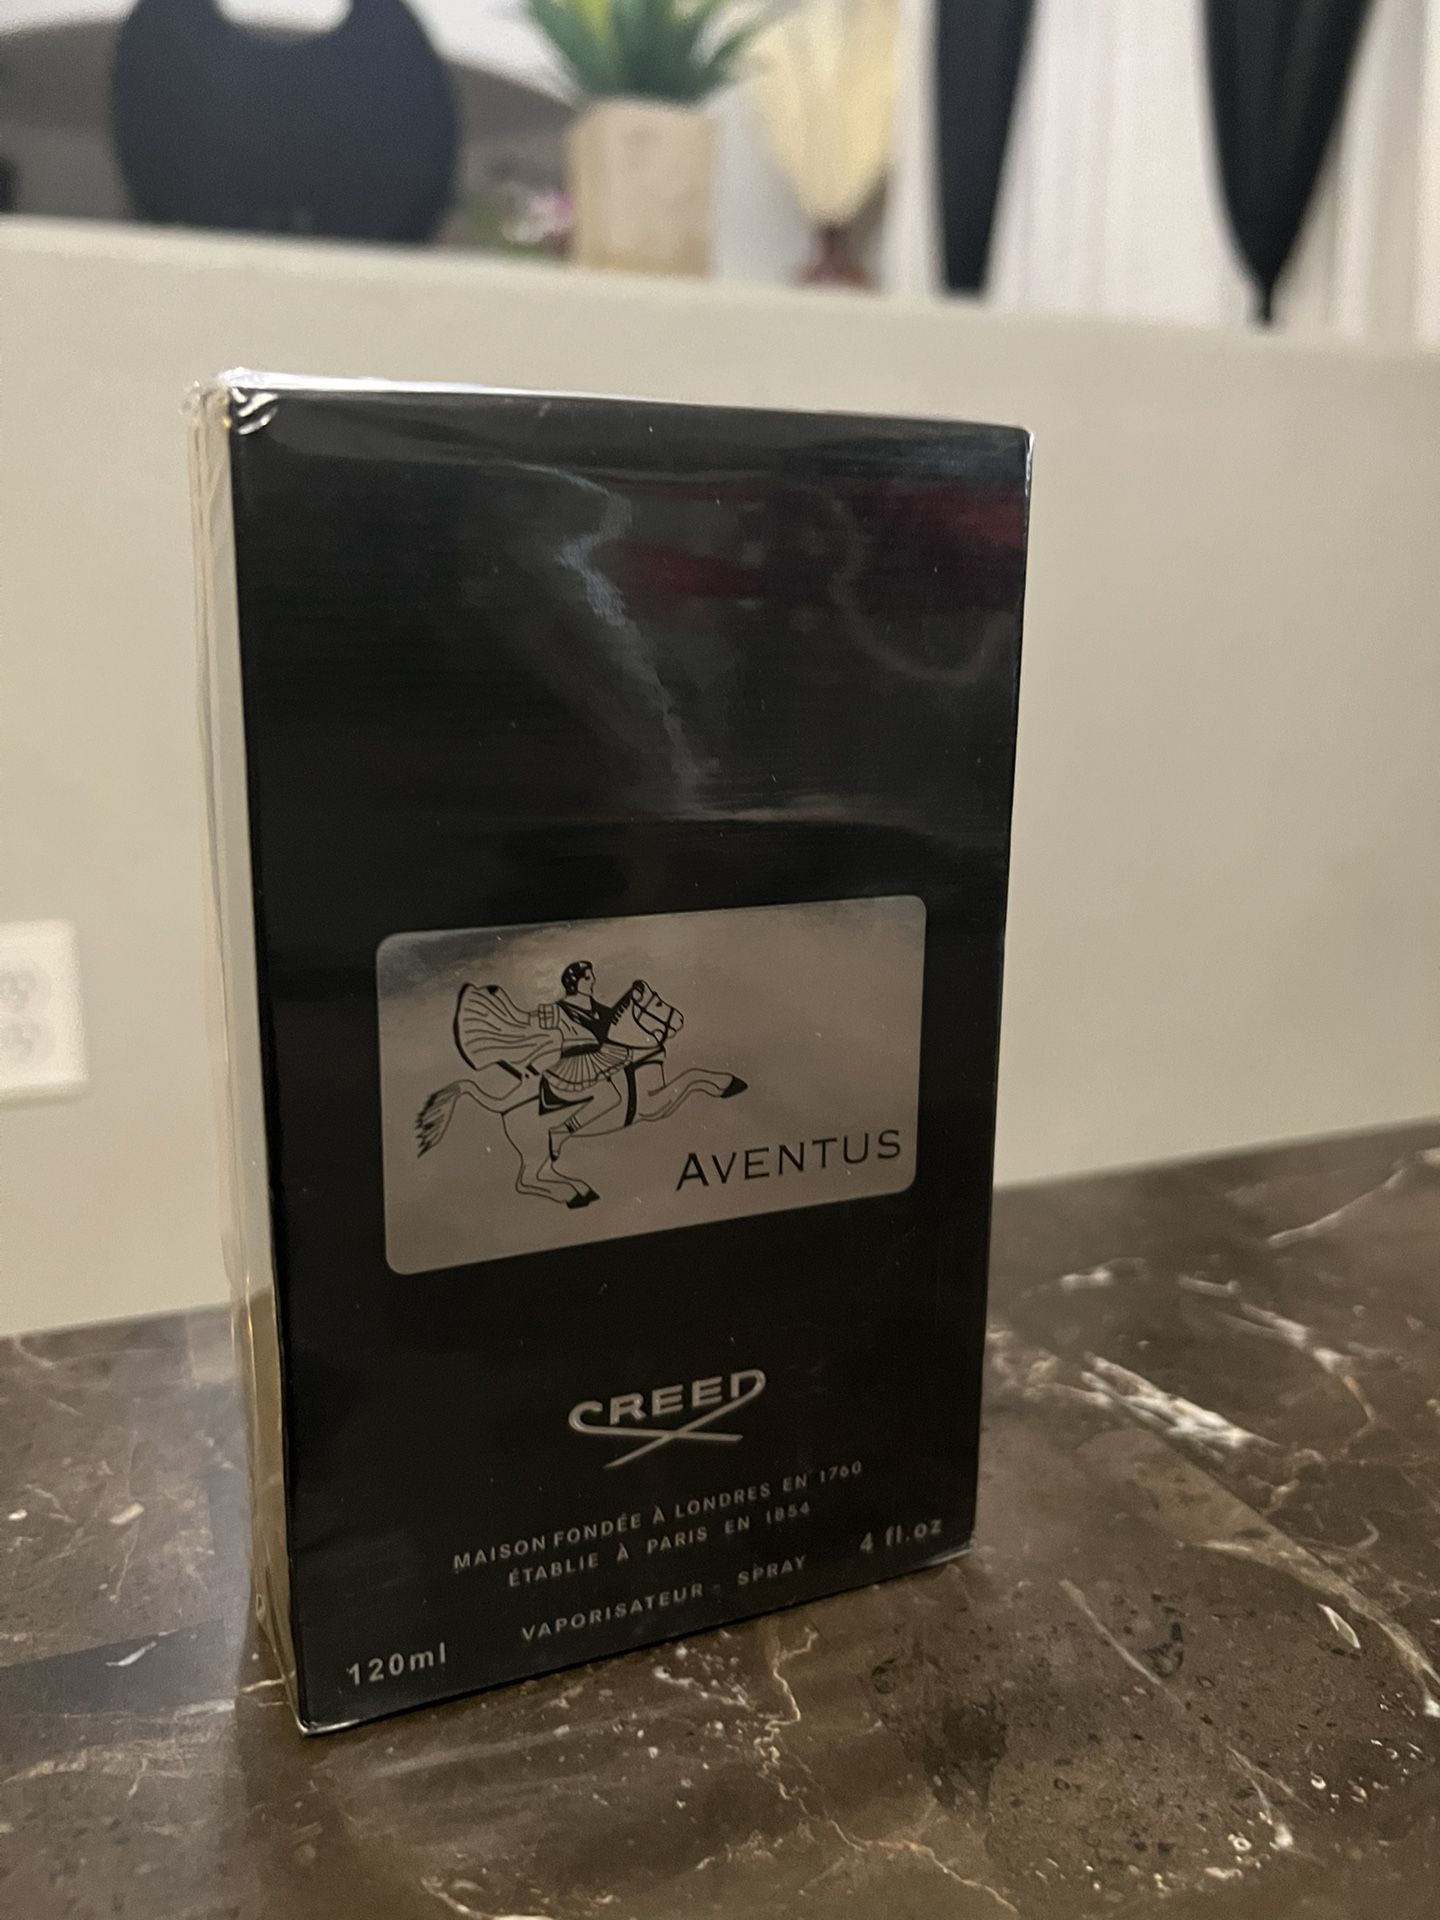 AVENTUS
CREED
MAISON FONDÉE À LONDRES EN 1760
ÉTABLIE À PARIS EN 1854
VAPORISATEUR - SPRAY
120ml
4 fl.oz